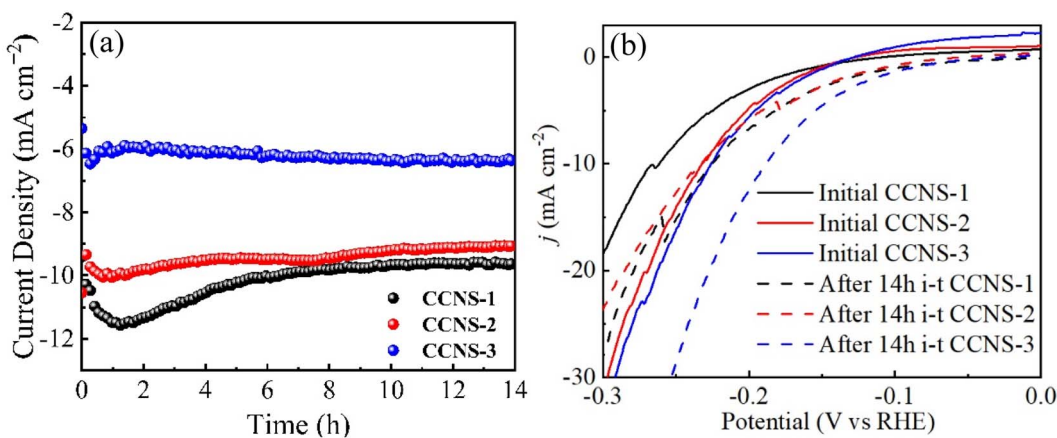 (a)
Current Density (mA cm⁻²)
-2
-4
-6
-8
-10
-12
0
2
4
6
8
10
12
14
Time (h)
CCNS-1
CCNS-2
CCNS-3
(b)
j (mA cm⁻²)
0
-10
-20
-30
-0.3
-0.2
-0.1
0.0
Potential (V vs RHE)
Initial CCNS-1
Initial CCNS-2
Initial CCNS-3
After 14h i-t CCNS-1
After 14h i-t CCNS-2
After 14h i-t CCNS-3